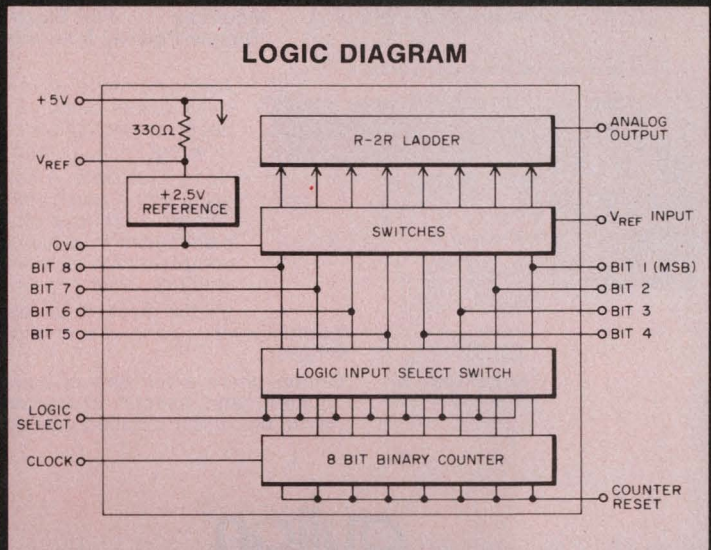 LOGIC DIAGRAM
+5V
330Ω
VREF
+2.5V
REFERENCE
0V
BIT 8
BIT 7
BIT 6
BIT 5
LOGIC
SELECT
CLOCK
R-2R LADDER
SWITCHES
LOGIC INPUT SELECT SWITCH
8 BIT BINARY COUNTER
ANALOG
OUTPUT
VREF INPUT
BIT 1 (MSB)
BIT 2
BIT 3
BIT 4
COUNTER
RESET